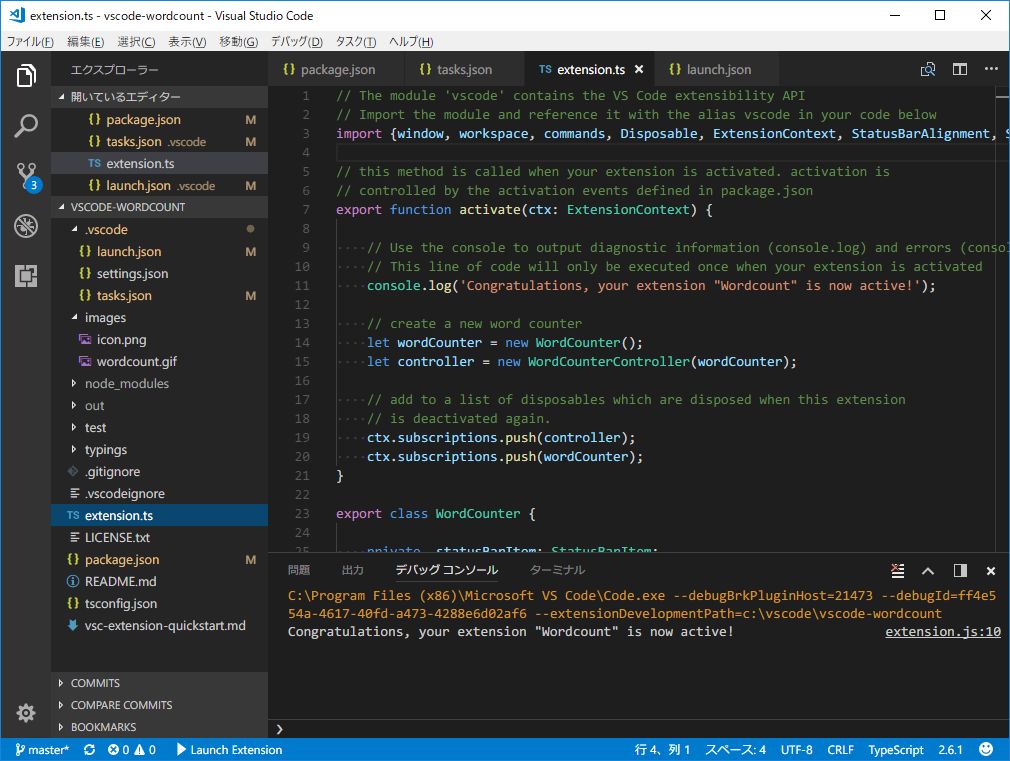 extension.ts - vscode-wordcount - Visual Studio Code
ファイル(F) 編集(E) 選択(C) 表示(V) 移動(G) デバッグ(D) タスク(T) ヘルプ(H)
エクスプローラー
開いているエディター
{} package.json M
{} tasks.json .vscode M
TS extension.ts
{} launch.json .vscode M
VSCODE-WORDCOUNT
.vscode
{} launch.json M
{} settings.json
{} tasks.json M
images
icon.png
wordcount.gif
node_modules
out
test
typings
.gitignore
.vscodeignore
TS extension.ts
LICENSE.txt
{} package.json M
README.md
{} tsconfig.json
vsc-extension-quickstart.md
COMMITS
COMPARE COMMITS
BOOKMARKS
3
{} package.json {} tasks.json TS extension.ts {} launch.json
1 // The module 'vscode' contains the VS Code extensibility API
2 // Import the module and reference it with the alias vscode in your code below
3 import {window, workspace, commands, Disposable, ExtensionContext, StatusBarAlignment, S
4
5 // this method is called when your extension is activated. activation is
6 // controlled by the activation events defined in package.json
7 export function activate(ctx: ExtensionContext) {
8
9 ····// Use the console to output diagnostic information (console.log) and errors (conso
10 ····// This line of code will only be executed once when your extension is activated
11 ····console.log('Congratulations, your extension "Wordcount" is now active!');
12
13 ····// create a new word counter
14 ····let wordCounter = new WordCounter();
15 ····let controller = new WordCounterController(wordCounter);
16
17 ····// add to a list of disposables which are disposed when this extension
18 ····// is deactivated again.
19 ····ctx.subscriptions.push(controller);
20 ····ctx.subscriptions.push(wordCounter);
21 }
22
23 export class WordCounter {
24
25 ····private _statusBarItem: StatusBarItem;
問題 出力 デバッグ コンソール ターミナル
C:\Program Files (x86)\Microsoft VS Code\Code.exe --debugBrkPluginHost=21473 --debugId=ff4e5
54a-4617-40fd-a473-4288e6d02af6 --extensionDevelopmentPath=c:\vscode\vscode-wordcount
Congratulations, your extension "Wordcount" is now active! extension.js:10
master* 0 0 Launch Extension 行 4、列 1 スペース: 4 UTF-8 CRLF TypeScript 2.6.1